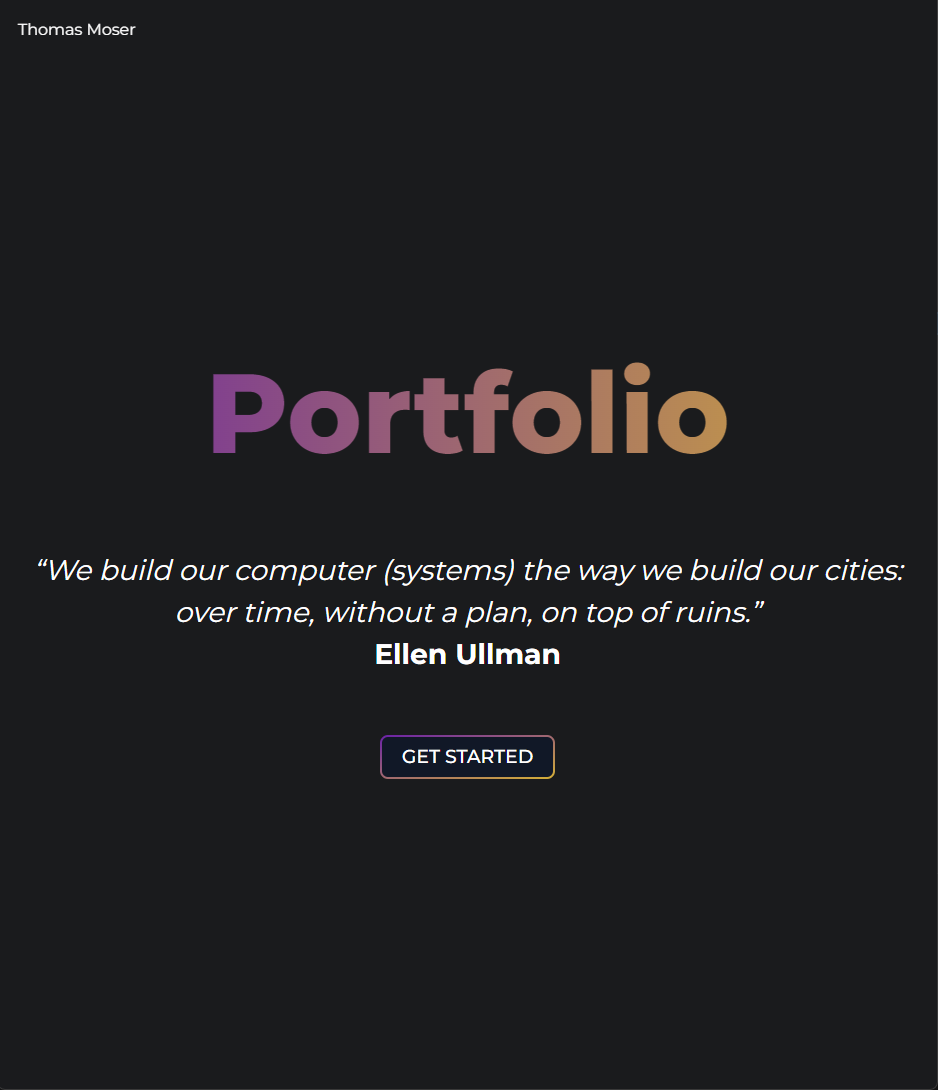 Thomas Moser
Portfolio
“We build our computer (systems) the way we build our cities:
over time, without a plan, on top of ruins.”
Ellen Ullman
GET STARTED